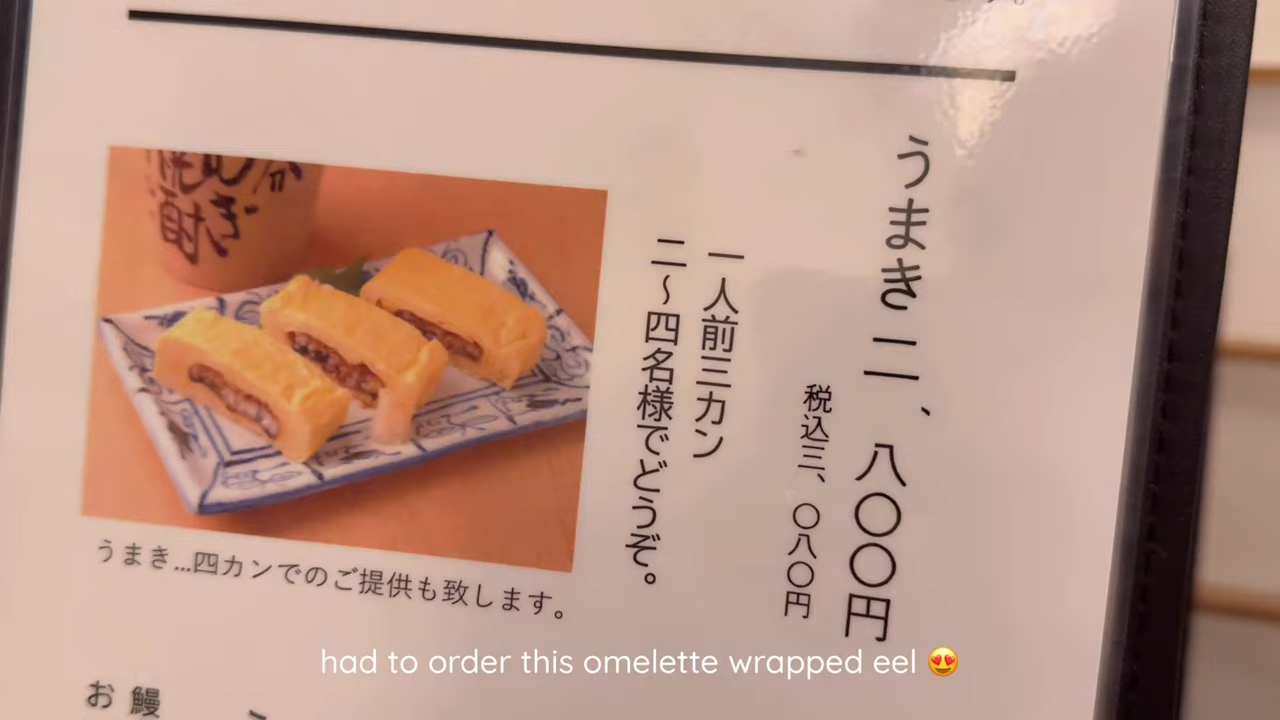 うまき 二、八〇〇円
税込三、〇八〇円
一人前三カン
二〜四名様でどうぞ。
うまき…四カンでのご提供も致します。
お鰻
had to order this omelette wrapped eel 😍